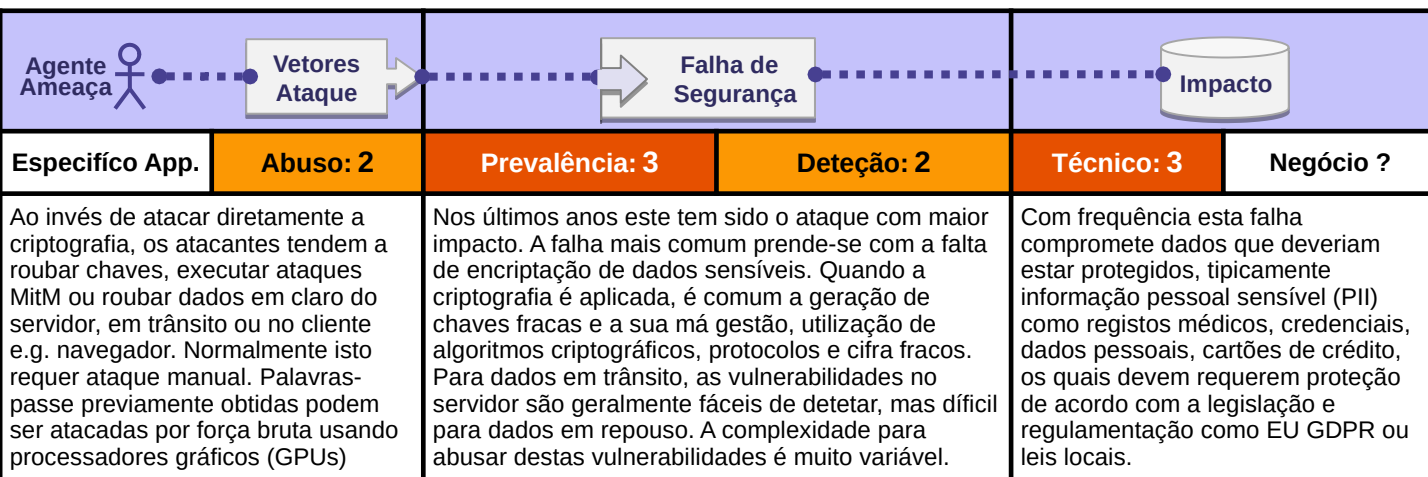 Agente
Ameaça
Vetores
Ataque
Falha de
Segurança
Impacto
Especifíco App.
Abuso: 2
Prevalência: 3
Deteção: 2
Técnico: 3
Negócio ?
Ao invés de atacar diretamente a
criptografia, os atacantes tendem a
roubar chaves, executar ataques
MitM ou roubar dados em claro do
servidor, em trânsito ou no cliente
e.g. navegador. Normalmente isto
requer ataque manual. Palavras-
passe previamente obtidas podem
ser atacadas por força bruta usando
processadores gráficos (GPUs)
Nos últimos anos este tem sido o ataque com maior
impacto. A falha mais comum prende-se com a falta
de encriptação de dados sensíveis. Quando a
criptografia é aplicada, é comum a geração de
chaves fracas e a sua má gestão, utilização de
algoritmos criptográficos, protocolos e cifra fracos.
Para dados em trânsito, as vulnerabilidades no
servidor são geralmente fáceis de detetar, mas díficil
para dados em repouso. A complexidade para
abusar destas vulnerabilidades é muito variável.
Com frequência esta falha
compromete dados que deveriam
estar protegidos, tipicamente
informação pessoal sensível (PII)
como registos médicos, credenciais,
dados pessoais, cartões de crédito,
os quais devem requerem proteção
de acordo com a legislação e
regulamentação como EU GDPR ou
leis locais.